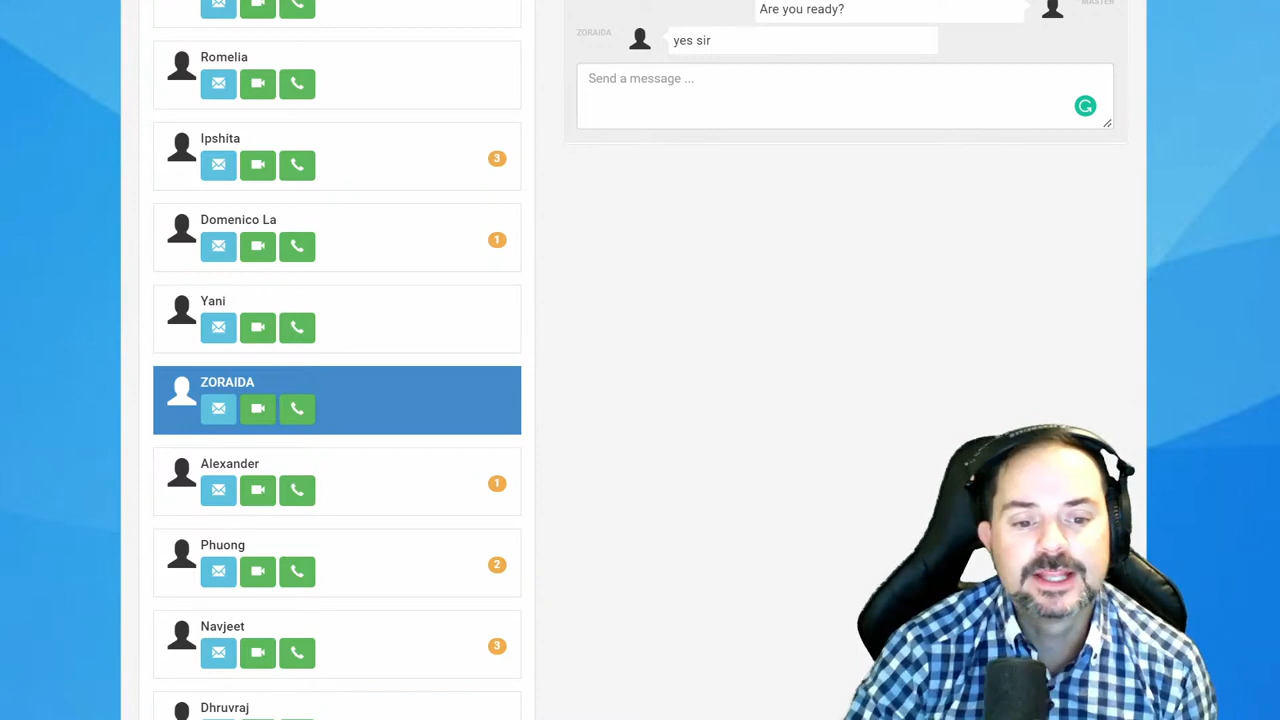 Romelia
Ipshita
3
Domenico La
1
Yani
ZORAIDA
Alexander
1
Phuong
2
Navjeet
3
Dhruvraj
MASTER
Are you ready?
ZORAIDA
yes sir
Send a message ...